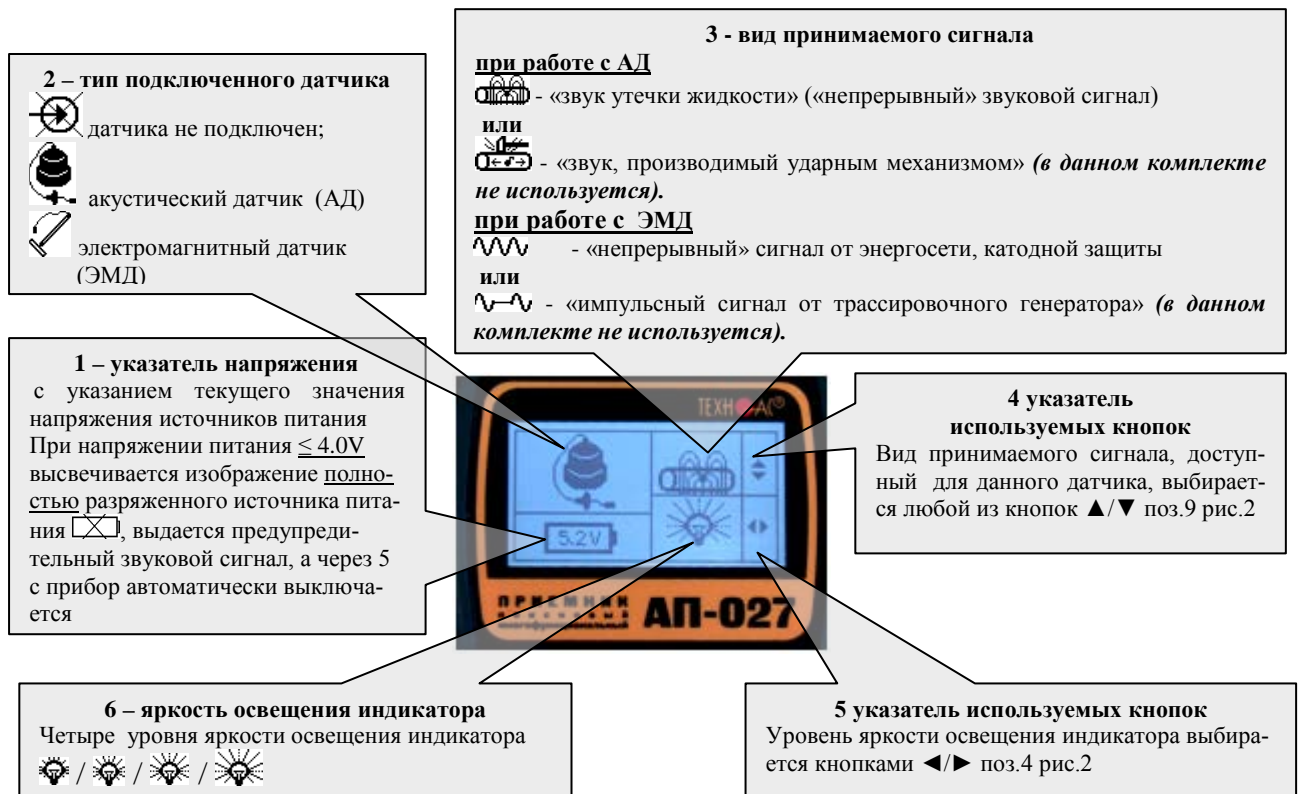 3 - вид принимаемого сигнала
при работе с АД
- «звук утечки жидкости» («непрерывный» звуковой сигнал)
или
- «звук, производимый ударным механизмом» (в данном комплекте
не используется).
при работе с ЭМД
- «непрерывный» сигнал от энергосети, катодной защиты
или
- «импульсный сигнал от трассировочного генератора» (в данном
комплекте не используется).
2 – тип подключенного датчика
датчика не подключен;
акустический датчик (АД)
электромагнитный датчик
(ЭМД)
1 – указатель напряжения
с указанием текущего значения
напряжения источников питания
При напряжении питания ≤ 4.0V
высвечивается изображение полно-
стью разряженного источника пита-
ния , выдается предупреди-
тельный звуковой сигнал, а через 5
с прибор автоматически выключа-
ется
ТЕХНО-АС®
5.2V
ПРИЕМНИК
поисковый
многофункциональный
АП-027
4 указатель
используемых кнопок
Вид принимаемого сигнала, доступ-
ный для данного датчика, выбирает-
ся любой из кнопок ▲/▼ поз.9 рис.2
6 – яркость освещения индикатора
Четыре уровня яркости освещения индикатора
/ / /
5 указатель используемых кнопок
Уровень яркости освещения индикатора выбира-
ется кнопками ◄/► поз.4 рис.2